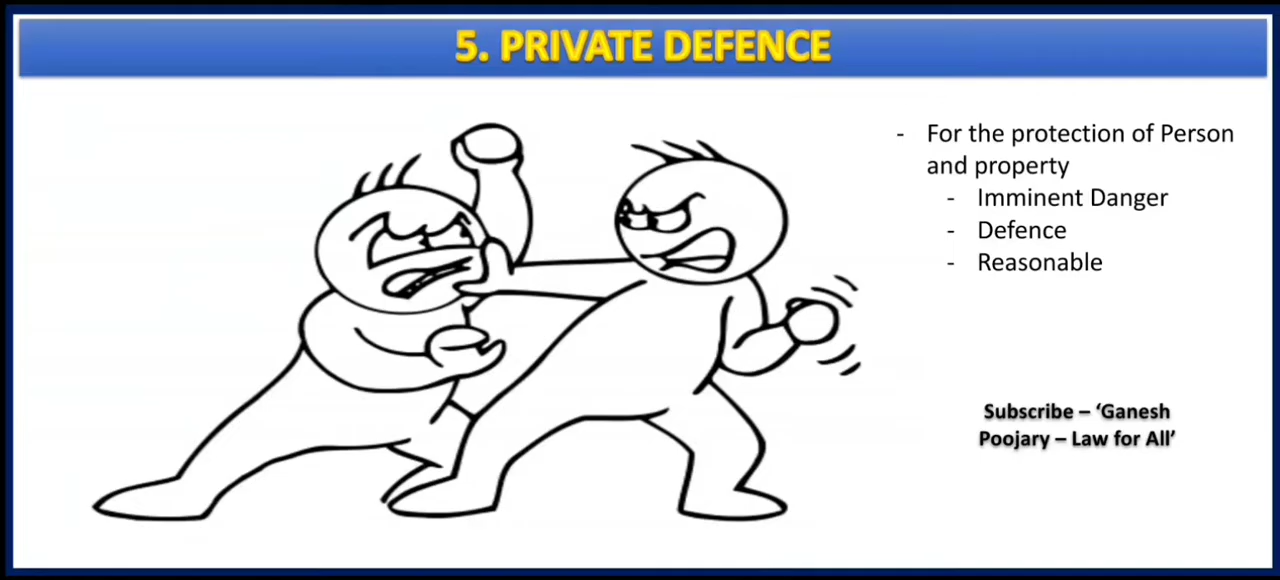 5. PRIVATE DEFENCE
- For the protection of Person
and property
- Imminent Danger
- Defence
- Reasonable
Subscribe – ‘Ganesh
Poojary – Law for All’